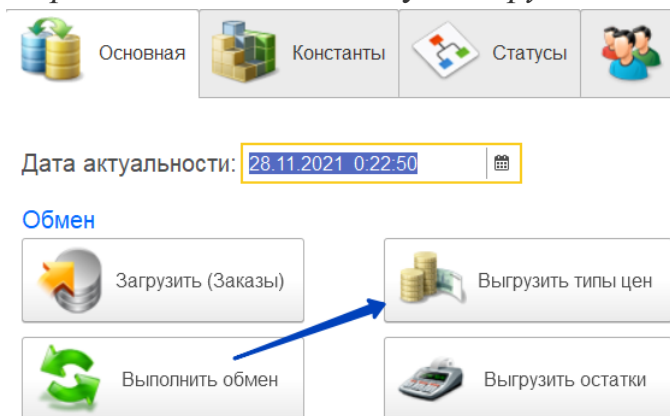 Основная Константы Статусы
Дата актуальности: 28.11.2021 0:22:50
Обмен
Загрузить (Заказы) Выгрузить типы цен
Выполнить обмен Выгрузить остатки